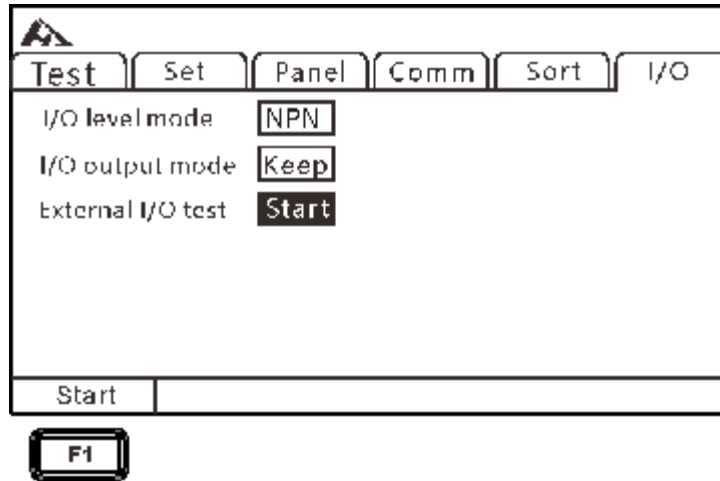 Test Set Panel Comm Sort I/O
I/O level mode NPN
I/O output mode Keep
External I/O test Start
Start
F1